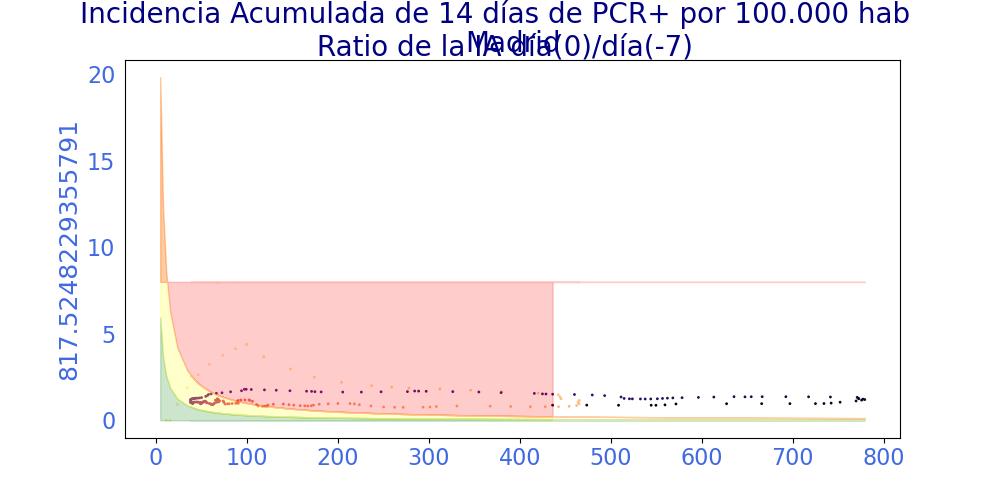 Incidencia Acumulada de 14 días de PCR+ por 100.000 hab
Madrid
Ratio de la IA día(0)/día(-7)
817.5248229355791
20
15
10
5
0
0 100 200 300 400 500 600 700 800